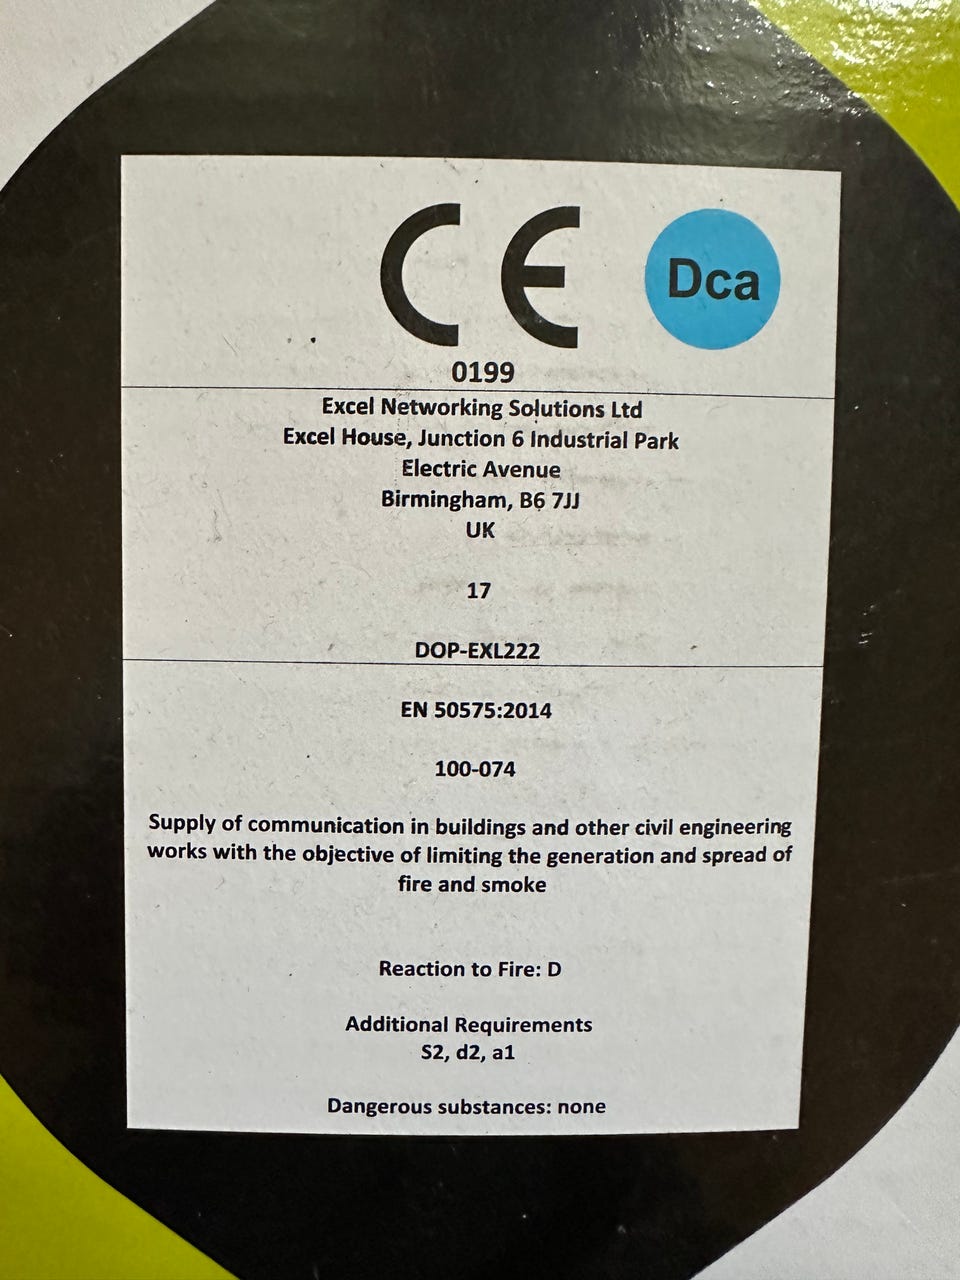 CE
Dca
0199
Excel Networking Solutions Ltd
Excel House, Junction 6 Industrial Park
Electric Avenue
Birmingham, B6 7JJ
UK
17
DOP-EXL222
EN 50575:2014
100-074
Supply of communication in buildings and other civil engineering
works with the objective of limiting the generation and spread of
fire and smoke
Reaction to Fire: D
Additional Requirements
S2, d2, a1
Dangerous substances: none